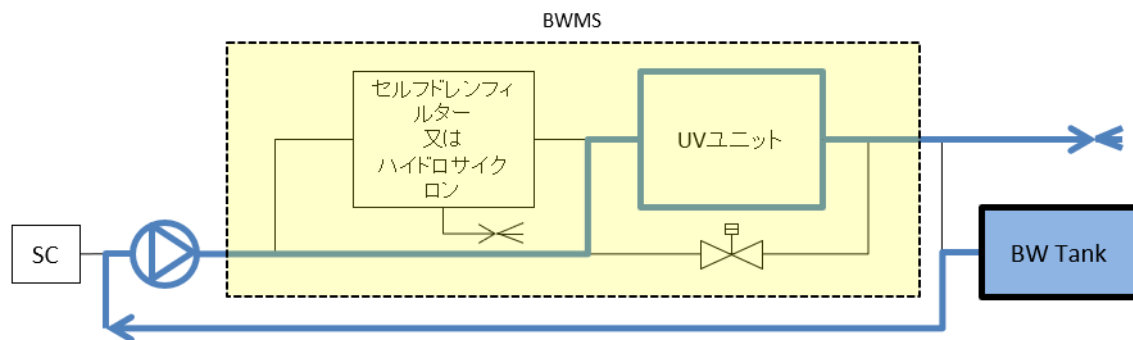 BWMS
セルフドレンフィ
ルター
又は
ハイドロサイク
ロン
UVユニット
SC
BW Tank